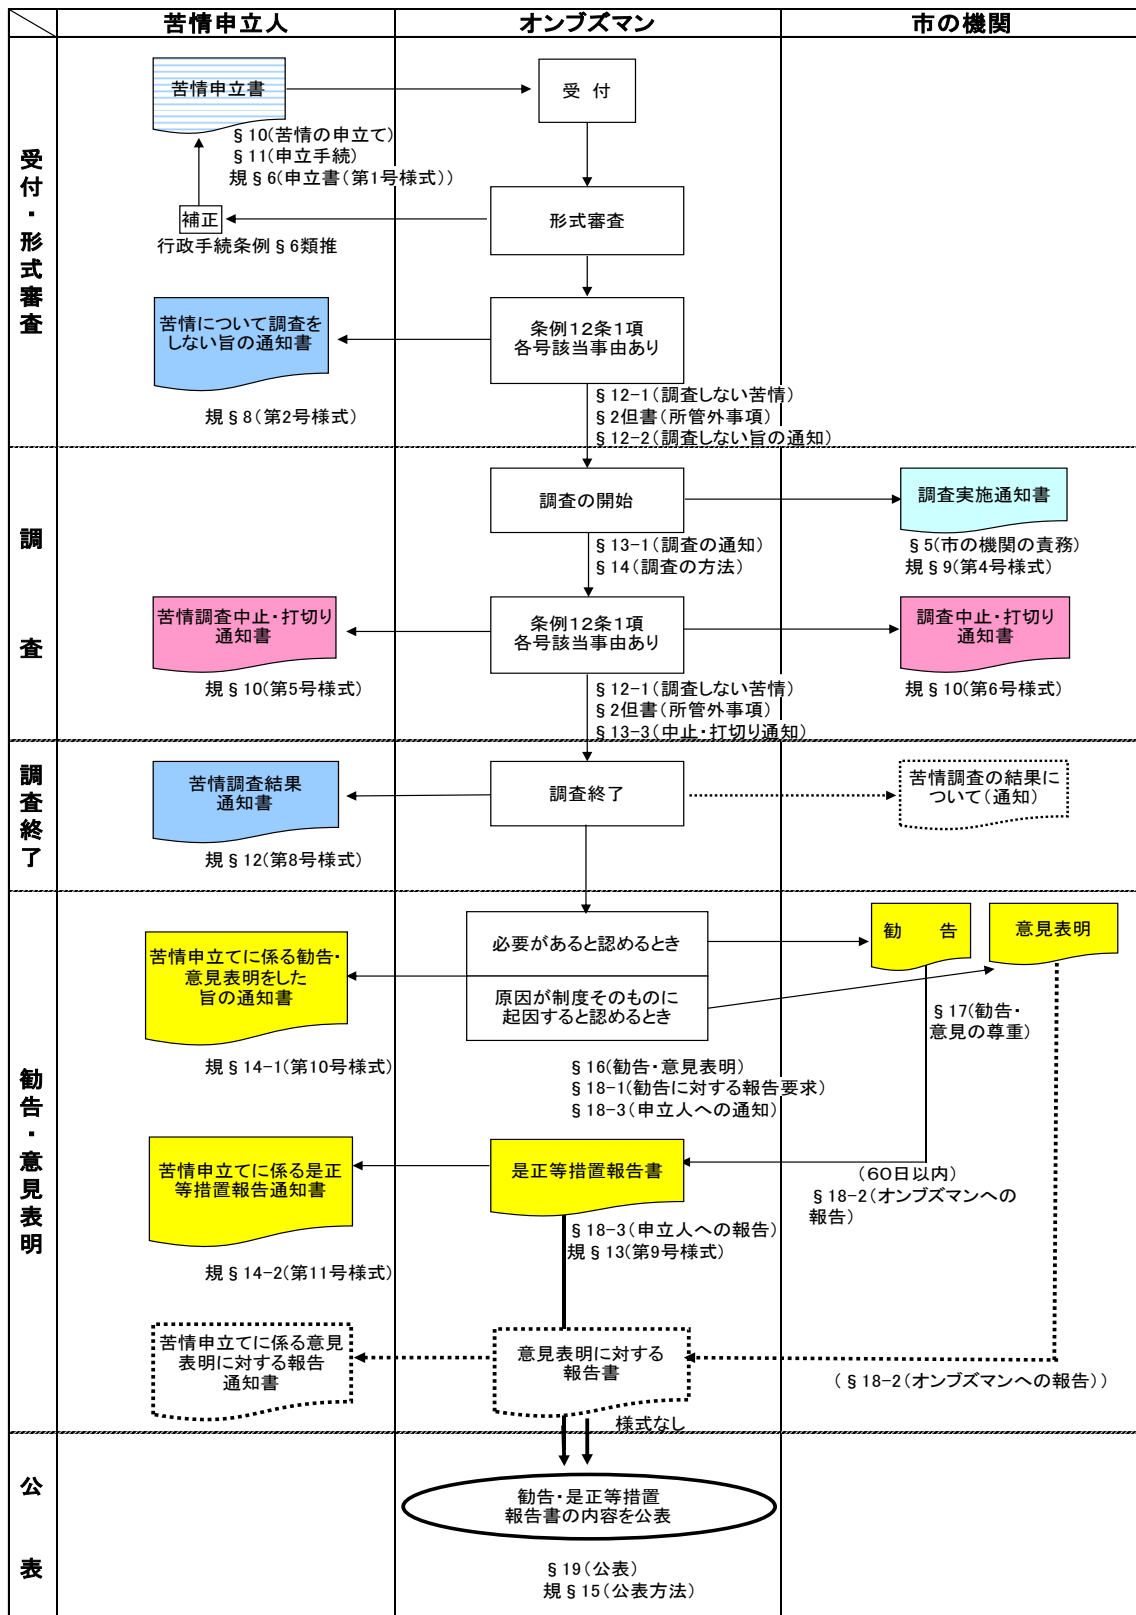 苦情申立人
オンブズマン
市の機関
受付・形式審査
苦情申立書
受 付
§10(苦情の申立て)
§11(申立手続)
規§6(申立書(第1号様式))
補正
行政手続条例§6類推
形式審査
苦情について調査を
しない旨の通知書
規§8(第2号様式)
条例12条1項
各号該当事由あり
§12-1(調査しない苦情)
§2但書(所管外事項)
§12-2(調査しない旨の通知)
調査
調査の開始
調査実施通知書
§13-1(調査の通知)
§14(調査の方法)
§5(市の機関の責務)
規§9(第4号様式)
苦情調査中止・打切り
通知書
規§10(第5号様式)
条例12条1項
各号該当事由あり
調査中止・打切り
通知書
規§10(第6号様式)
§12-1(調査しない苦情)
§2但書(所管外事項)
§13-3(中止・打切り通知)
調査終了
苦情調査結果
通知書
規§12(第8号様式)
調査終了
苦情調査の結果に
ついて(通知)
勧告・意見表明
苦情申立てに係る勧告・
意見表明をした
旨の通知書
規§14-1(第10号様式)
必要があると認めるとき
原因が制度そのものに
起因すると認めるとき
勧 告
意見表明
§17(勧告・
意見の尊重)
§16(勧告・意見表明)
§18-1(勧告に対する報告要求)
§18-3(申立人への通知)
苦情申立てに係る是正
等措置報告通知書
規§14-2(第11号様式)
是正等措置報告書
(60日以内)
§18-2(オンブズマンへの
報告)
§18-3(申立人への報告)
規§13(第9号様式)
苦情申立てに係る意見
表明に対する報告
通知書
意見表明に対する
報告書
(§18-2(オンブズマンへの報告))
様式なし
公表
勧告・是正等措置
報告書の内容を公表
§19(公表)
規§15(公表方法)